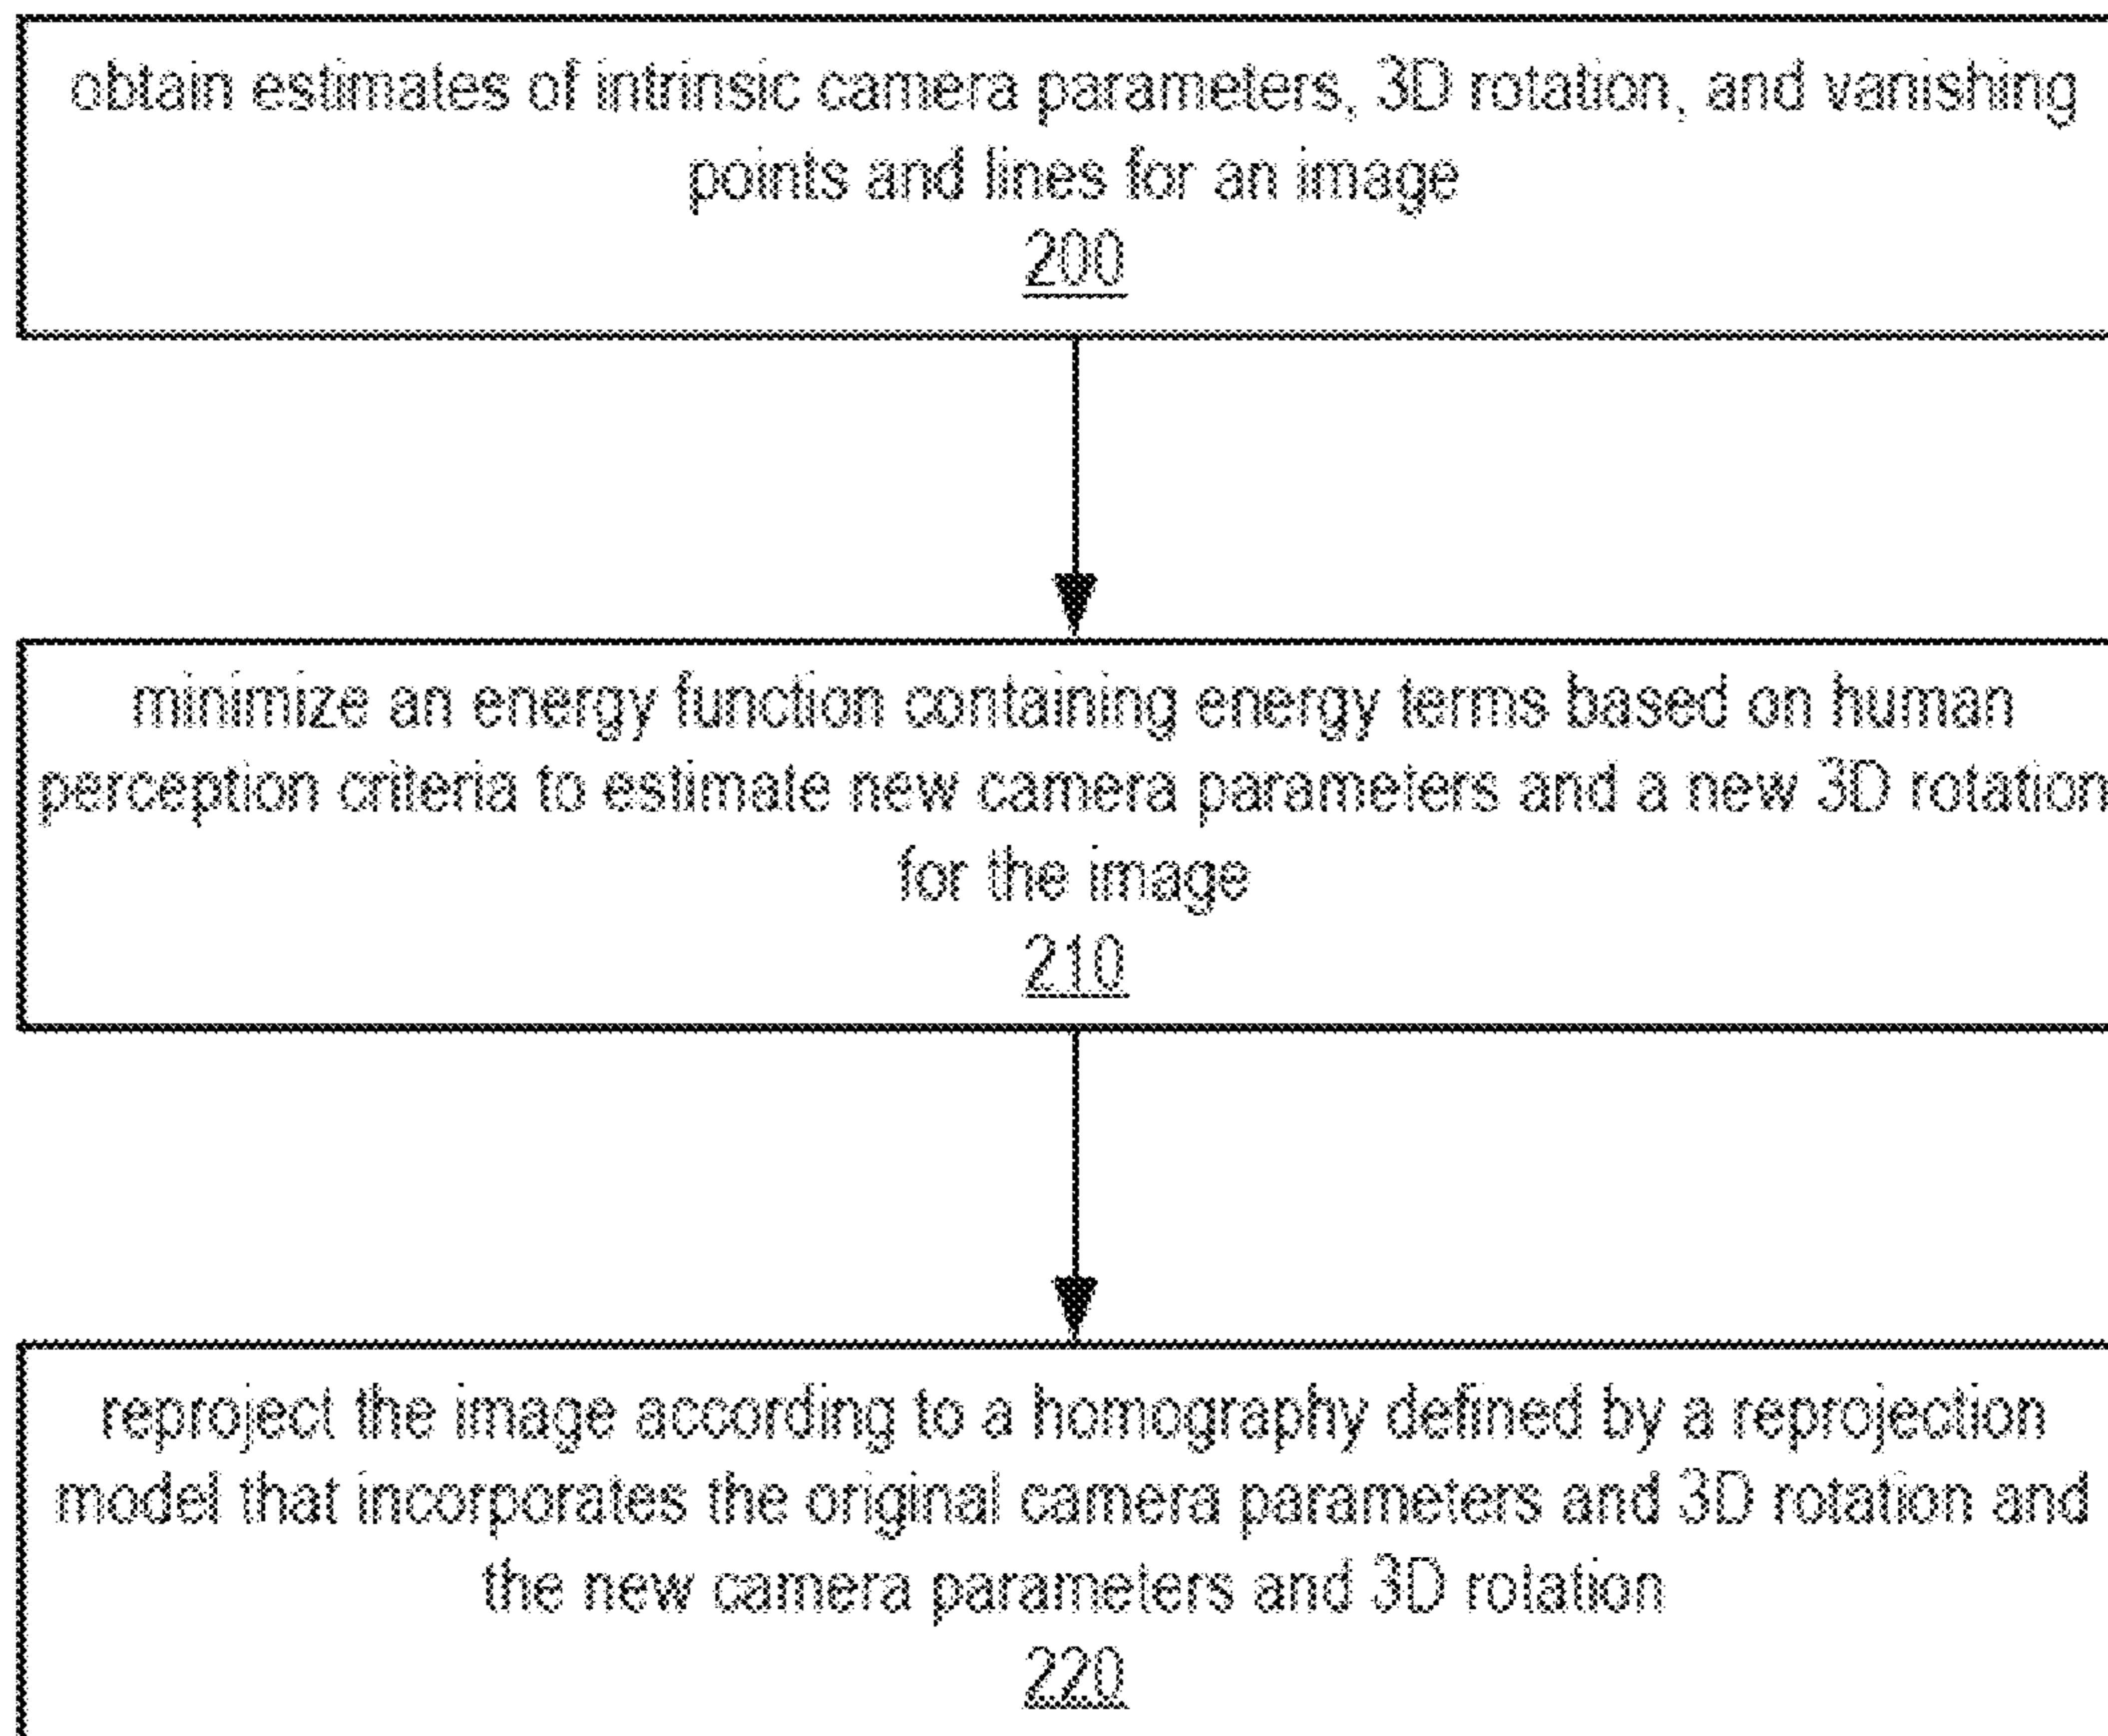 obtain estimates of intrinsic camera parameters, 3D rotation, and vanishing
points and lines for an image
200
minimize an energy function containing energy terms based on human
perception criteria to estimate new camera parameters and a new 3D rotation
for the image
210
reproject the image according to a homography defined by a reprojection
model that incorporates the original camera parameters and 3D rotation and
the new camera parameters and 3D rotation
220